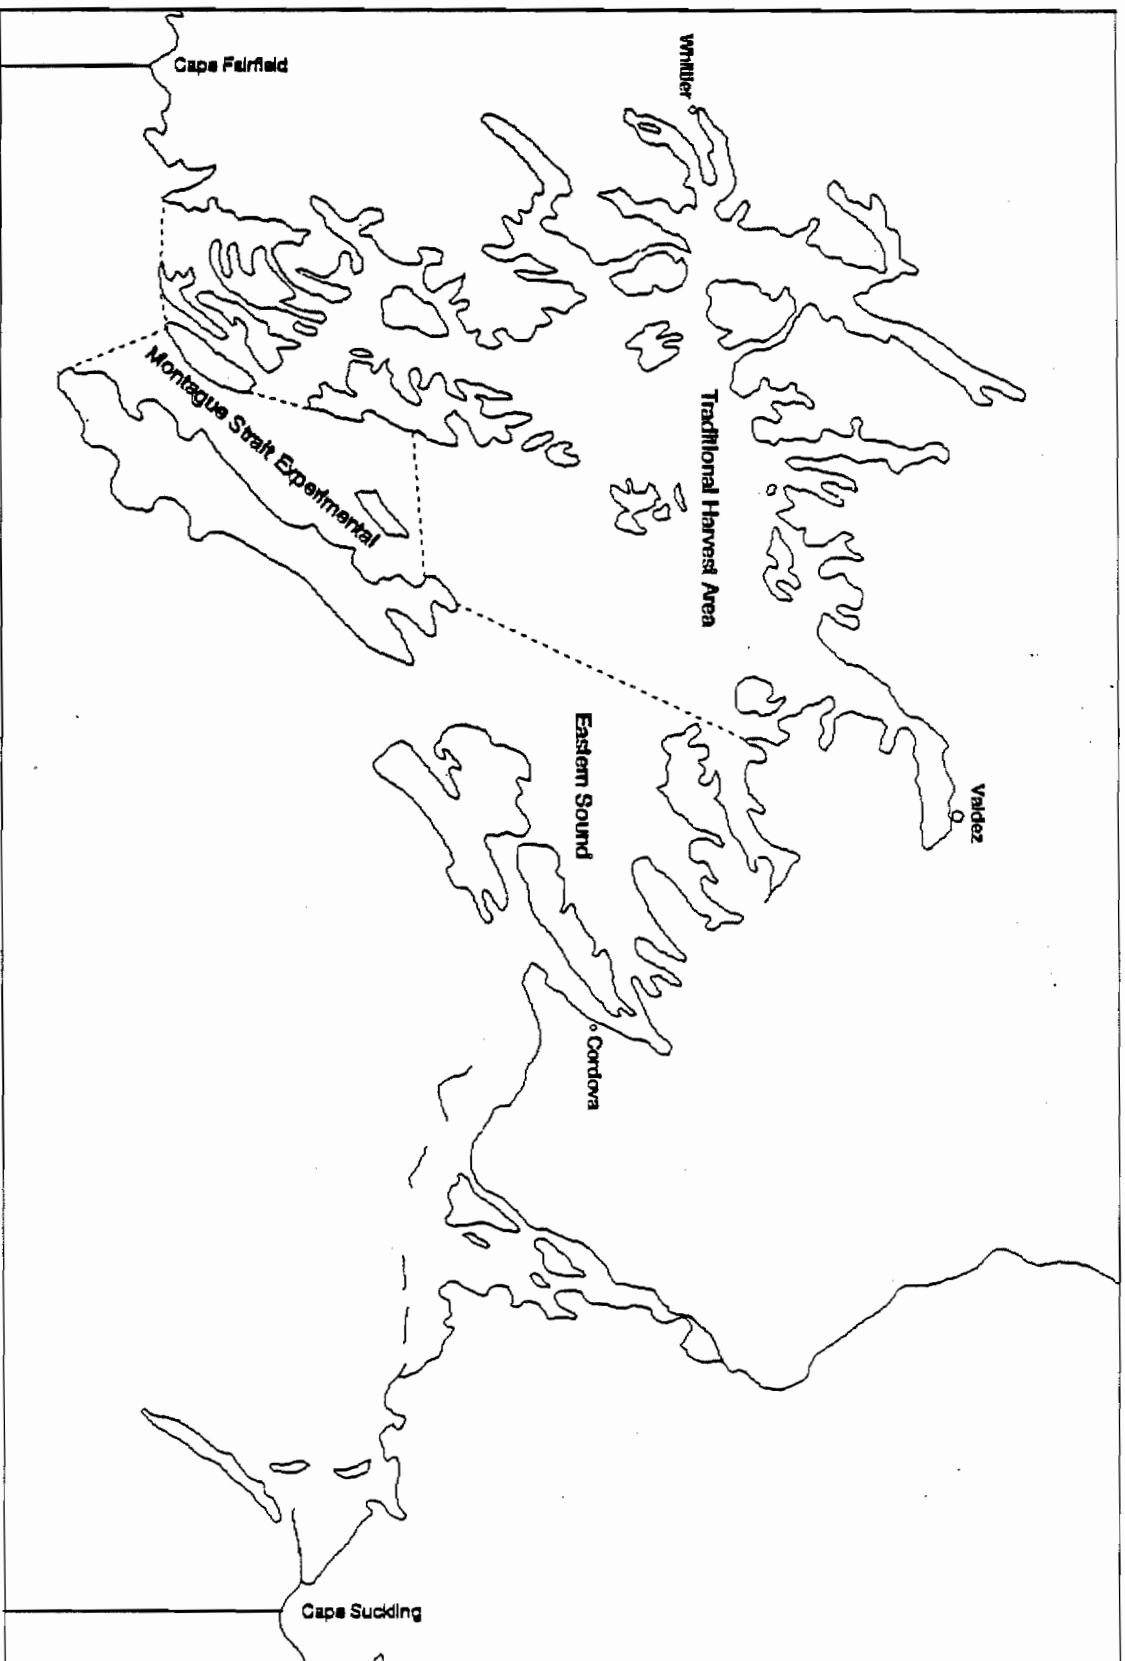 Cape Fairfield
Whittier
Traditional Harvest Area
Montague Strait Experimental
Valdez
Eastern Sound
Cordova
Cape Suckling